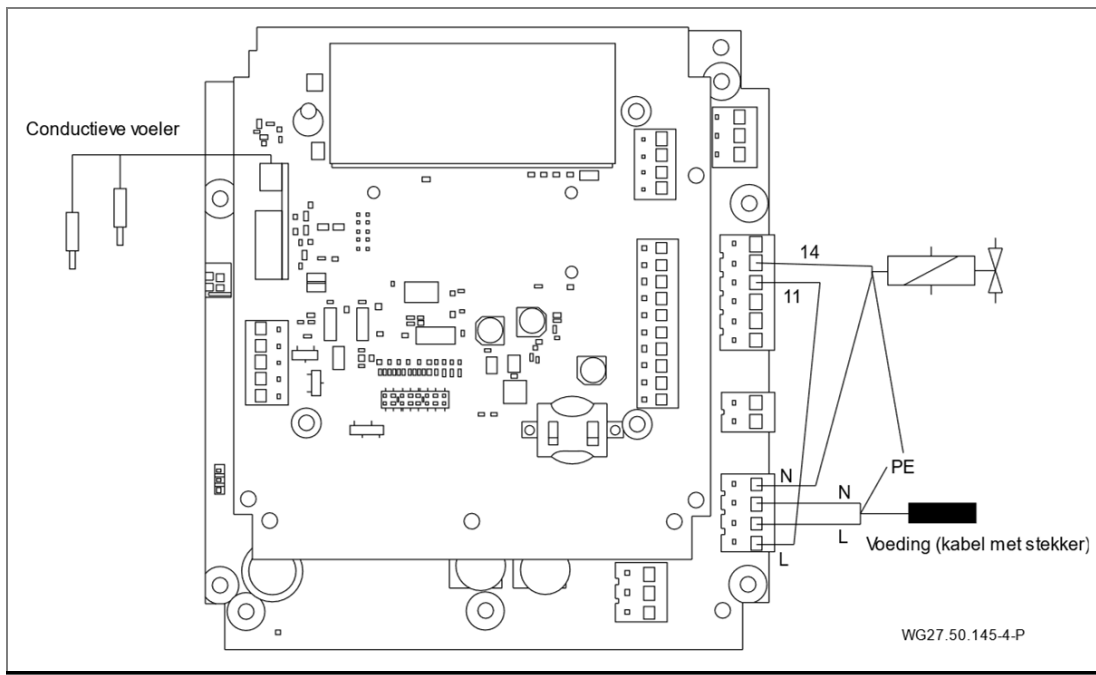 Conductieve voeler
14
11
PE
N
N
L
Voeding (kabel met stekker)
L
WG27.50.145-4-P